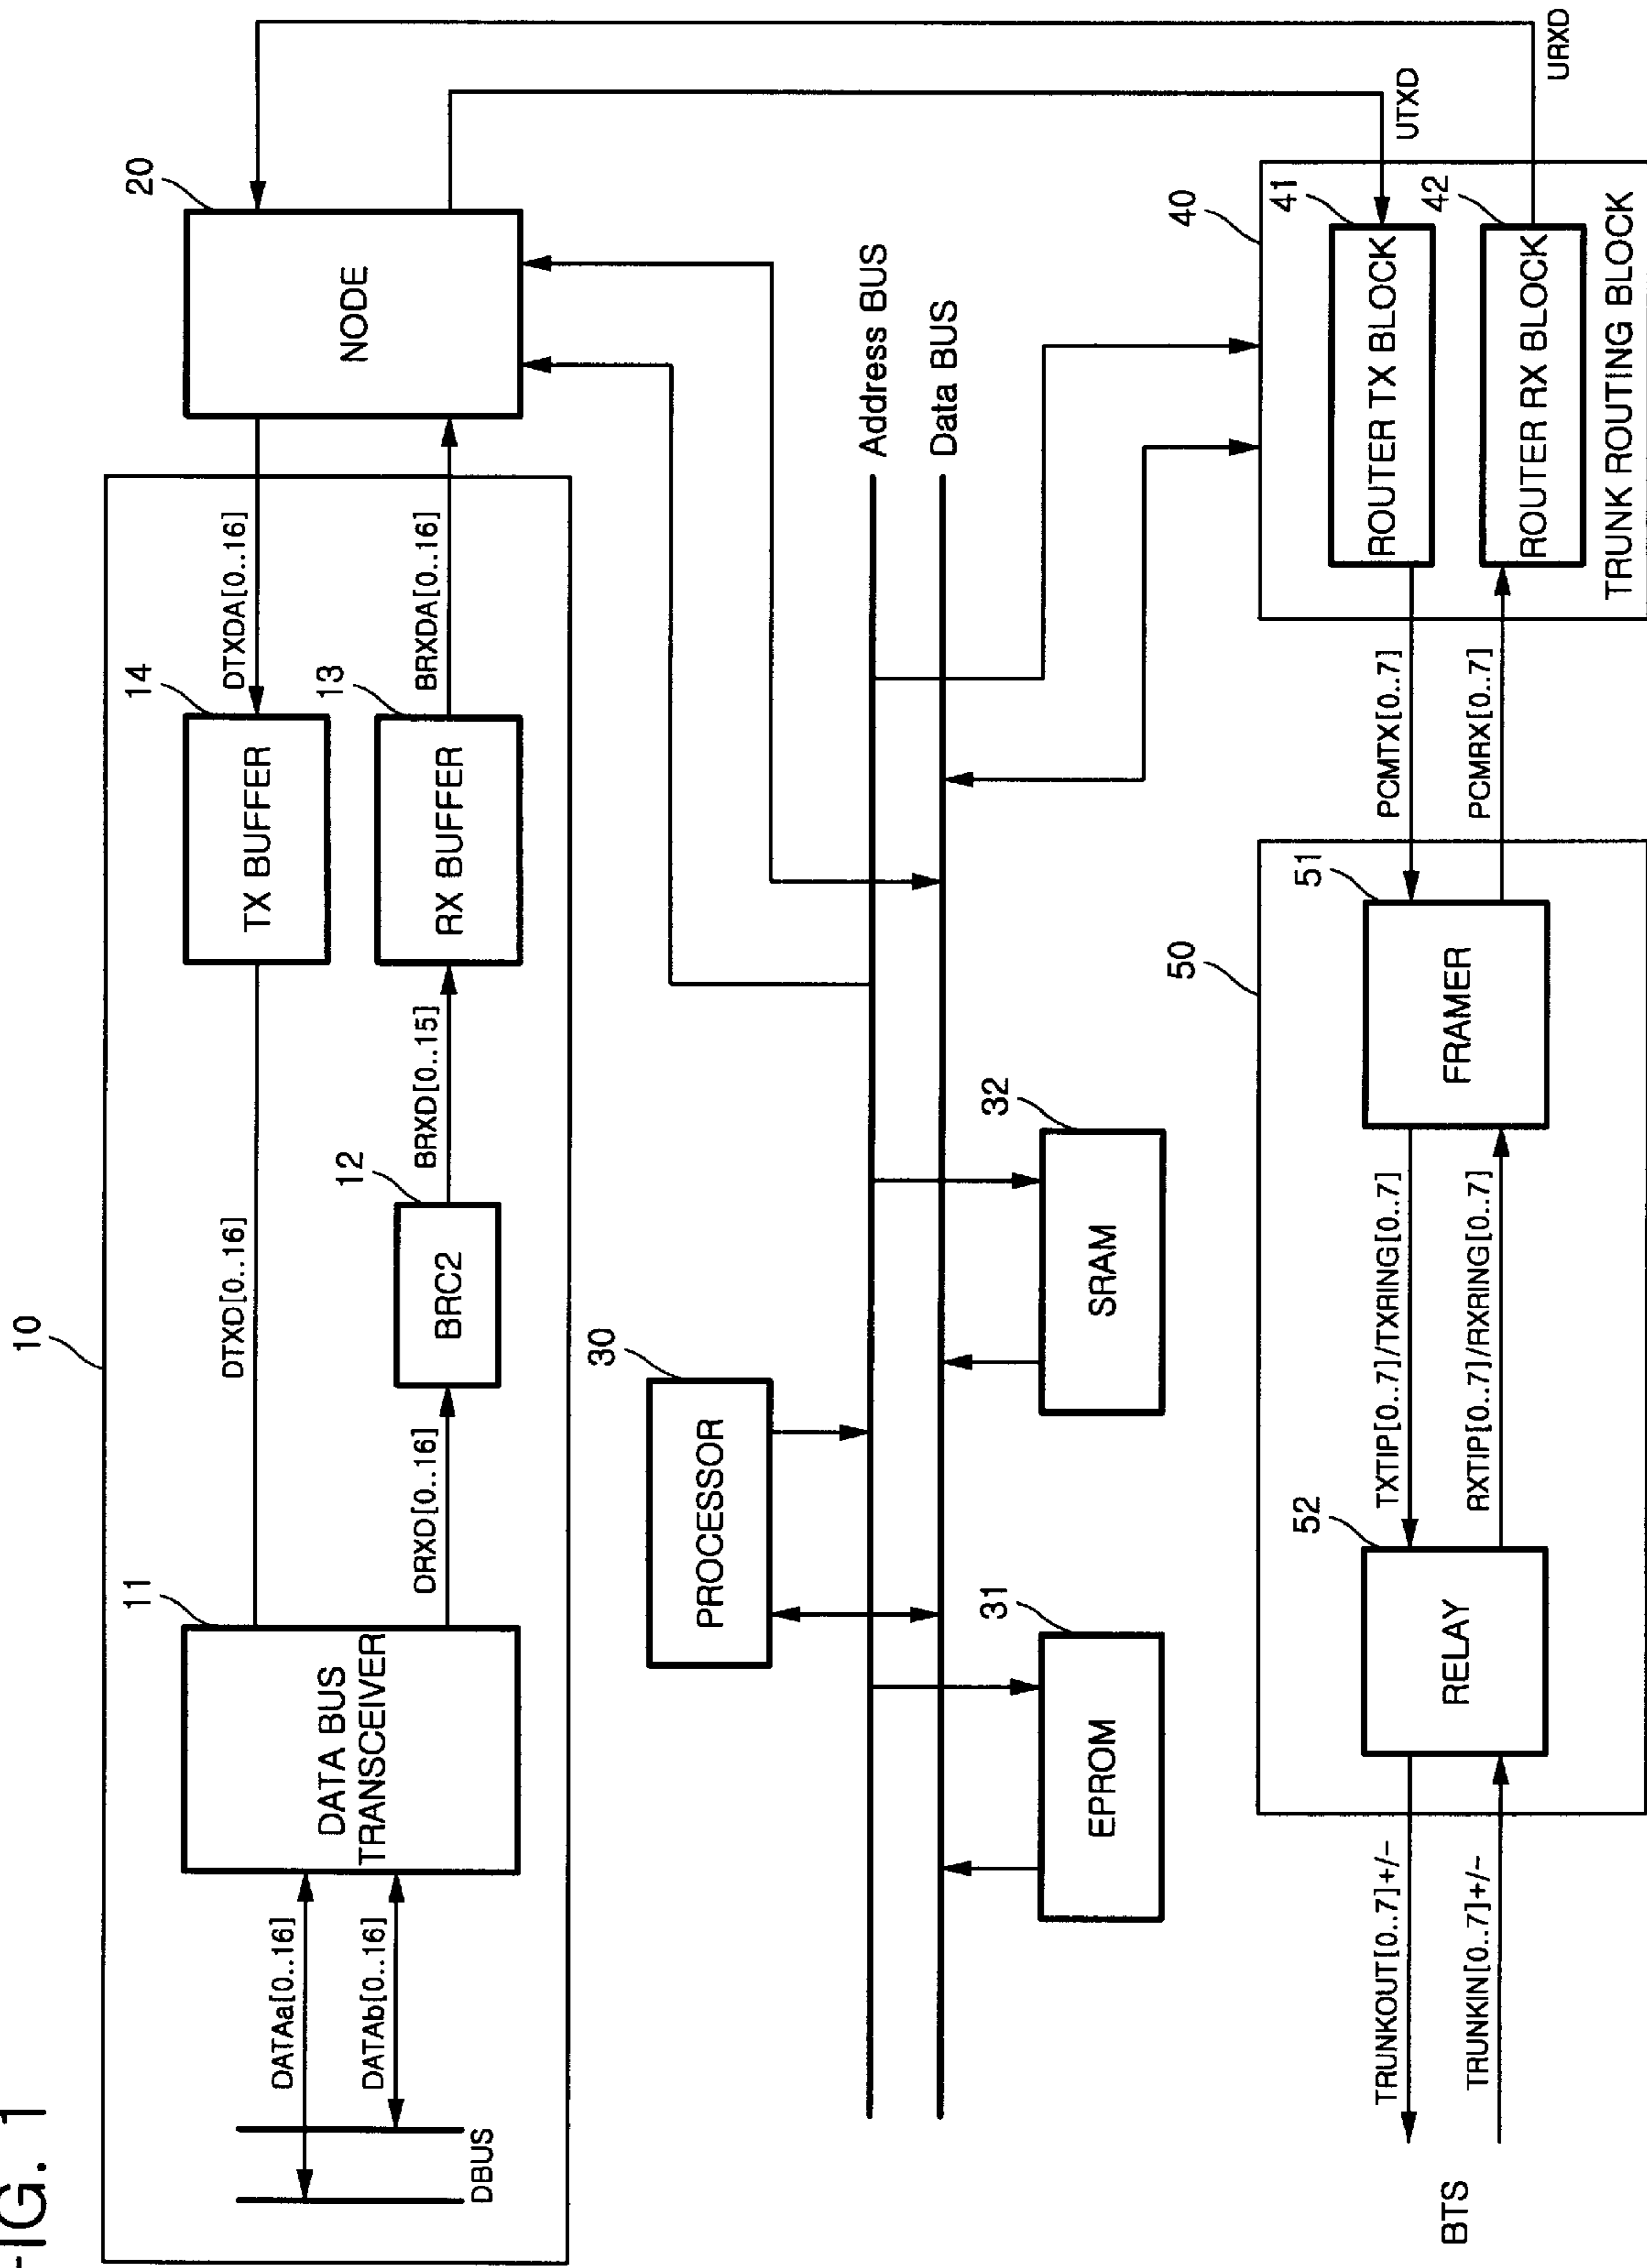 FIG. 1
10
DATAa[0..16]
DATAb[0..16]
DBUS
11
DATA BUS
TRANSCEIVER
DTXD[0..16]
DRXD[0..16]
12
BRC2
BRXD[0..15]
14
TX BUFFER
13
RX BUFFER
DTXDA[0..16]
BRXDA[0..16]
20
NODE
30
PROCESSOR
Address BUS
Data BUS
31
EPROM
32
SRAM
BTS
TRUNKOUT[0..7]+/−
TRUNKIN[0..7]+/−
50
52
RELAY
TXTIP[0..7]/TXRING[0..7]
RXTIP[0..7]/RXRING[0..7]
51
FRAMER
PCMTX[0..7]
PCMRX[0..7]
40
41
ROUTER TX BLOCK
42
ROUTER RX BLOCK
TRUNK ROUTING BLOCK
UTXD
URXD